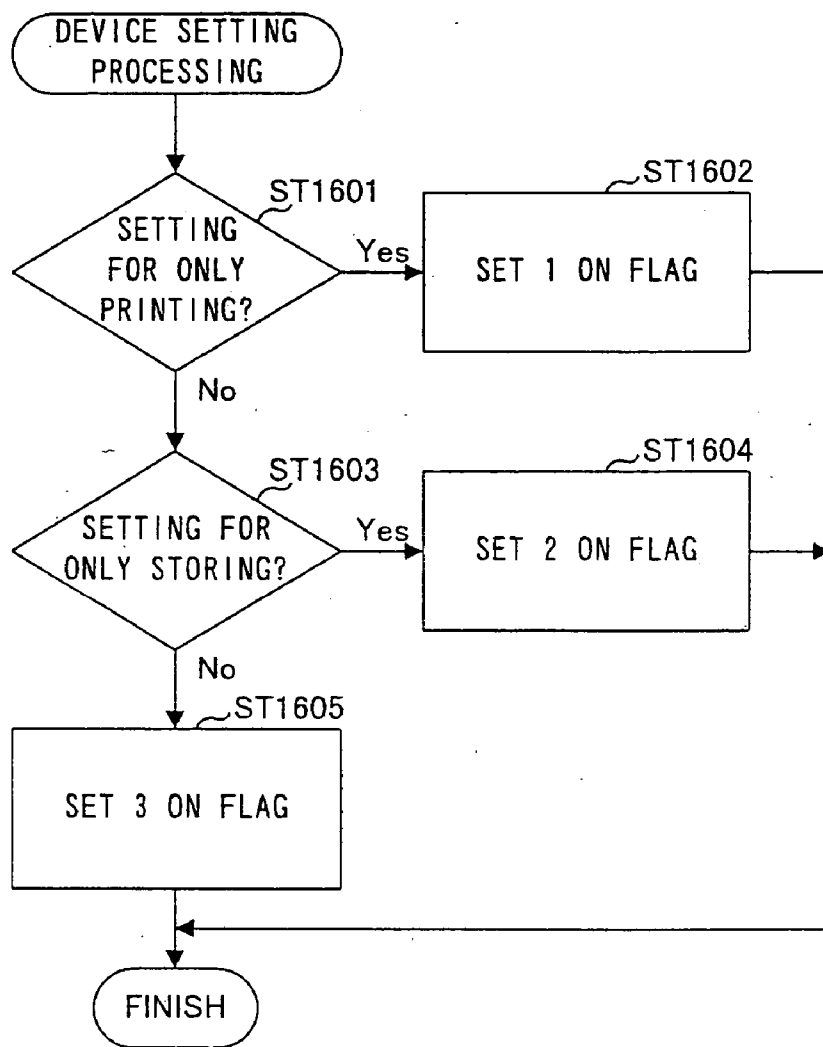 DEVICE SETTING
PROCESSING
ST1601
SETTING
FOR ONLY
PRINTING?
Yes
ST1602
SET 1 ON FLAG
No
ST1603
SETTING FOR
ONLY STORING?
Yes
ST1604
SET 2 ON FLAG
No
ST1605
SET 3 ON FLAG
FINISH